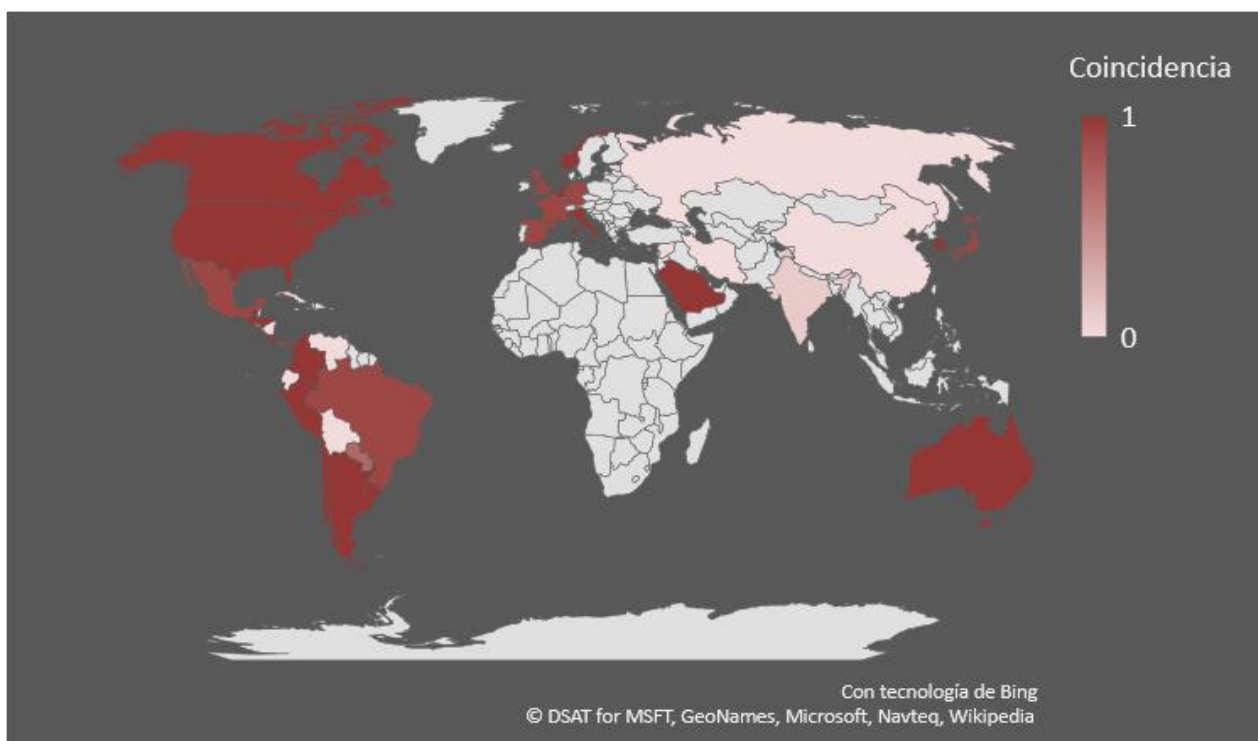 Coincidencia
1
0
Con tecnología de Bing
© DSAT for MSFT, GeoNames, Microsoft, Navteq, Wikipedia